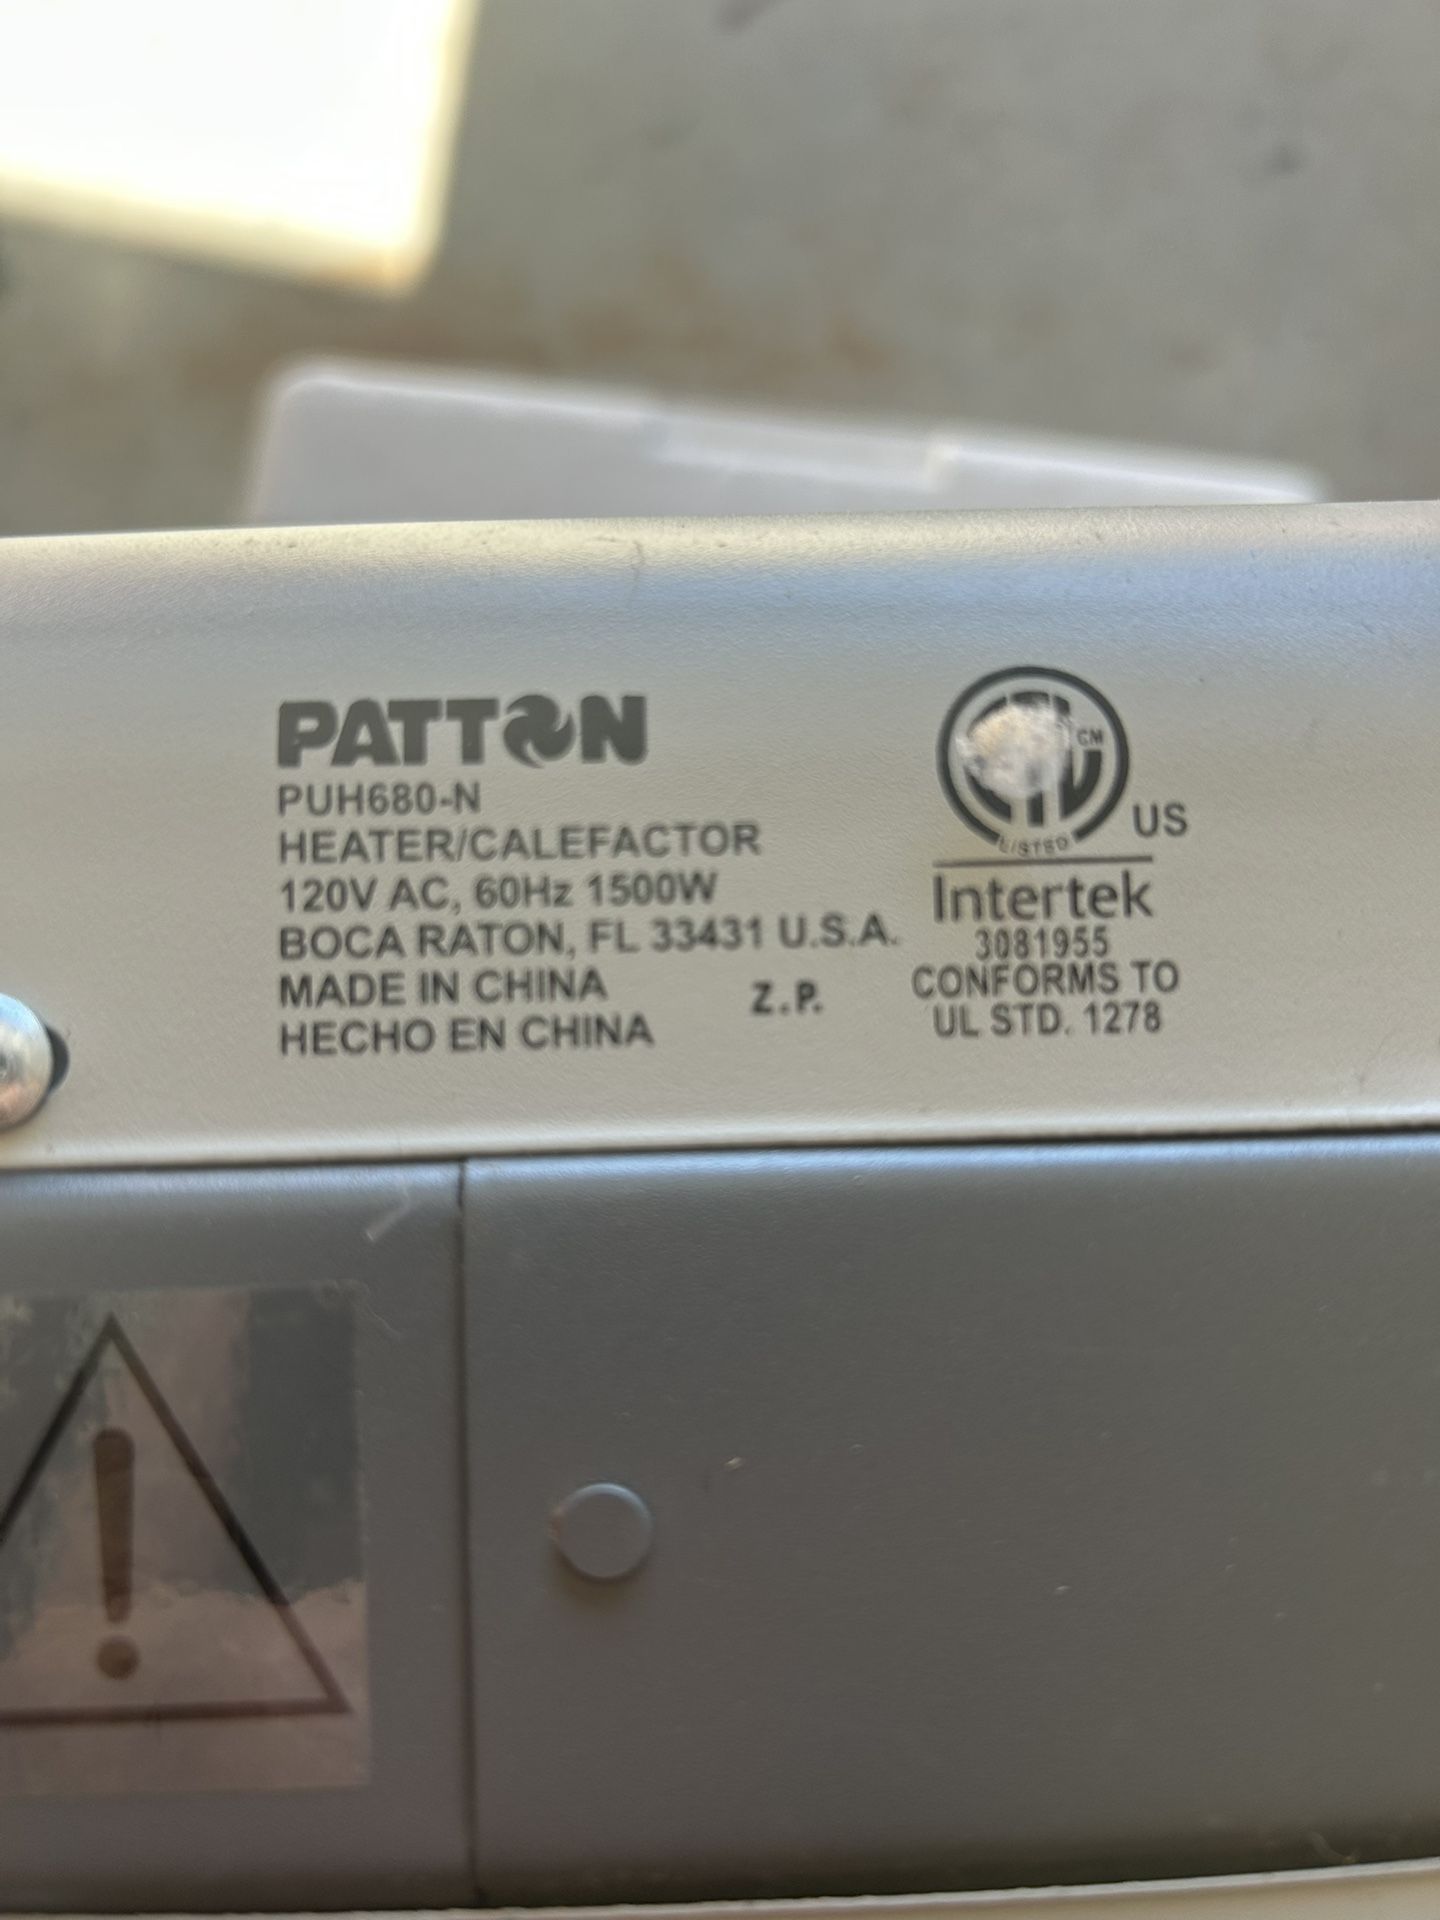 PATTON
PUH680-N
HEATER/CALEFACTOR
120V AC, 60Hz 1500W
BOCA RATON, FL 33431 U.S.A.
MADE IN CHINA
HECHO EN CHINA
Z.P.
CM
LISTED
US
Intertek
3081955
CONFORMS TO
UL STD. 1278
!